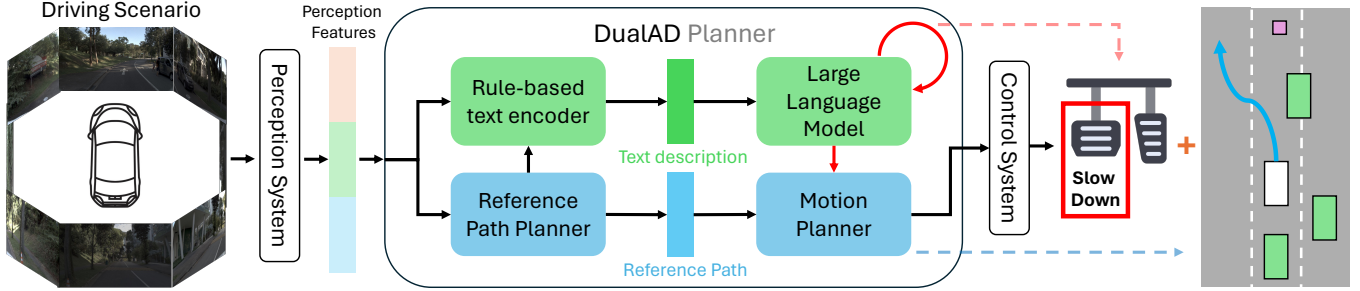 Driving Scenario
Perception System
Perception
Features
DualAD Planner
Rule-based
text encoder
Text description
Large
Language
Model
Reference
Path Planner
Reference Path
Motion
Planner
Control System
Slow
Down
+